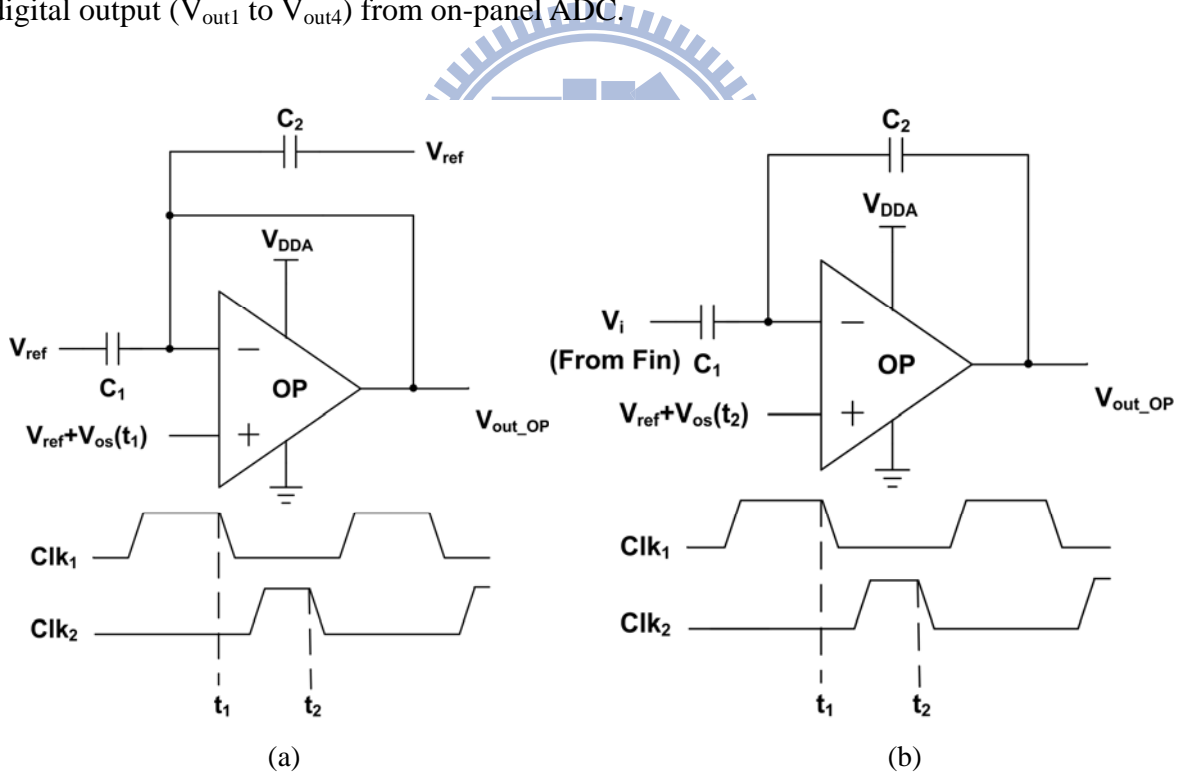 digital output (Vout1 to Vout4) from on-panel ADC.
C2
Vref
VDDA
Vref
C1
OP
Vref+Vos(t1)
Vout_OP
Clk1
Clk2
t1 t2
(a)
C2
VDDA
Vi
(From Fin) C1
OP
Vref+Vos(t2)
Vout_OP
Clk1
Clk2
t1 t2
(b)